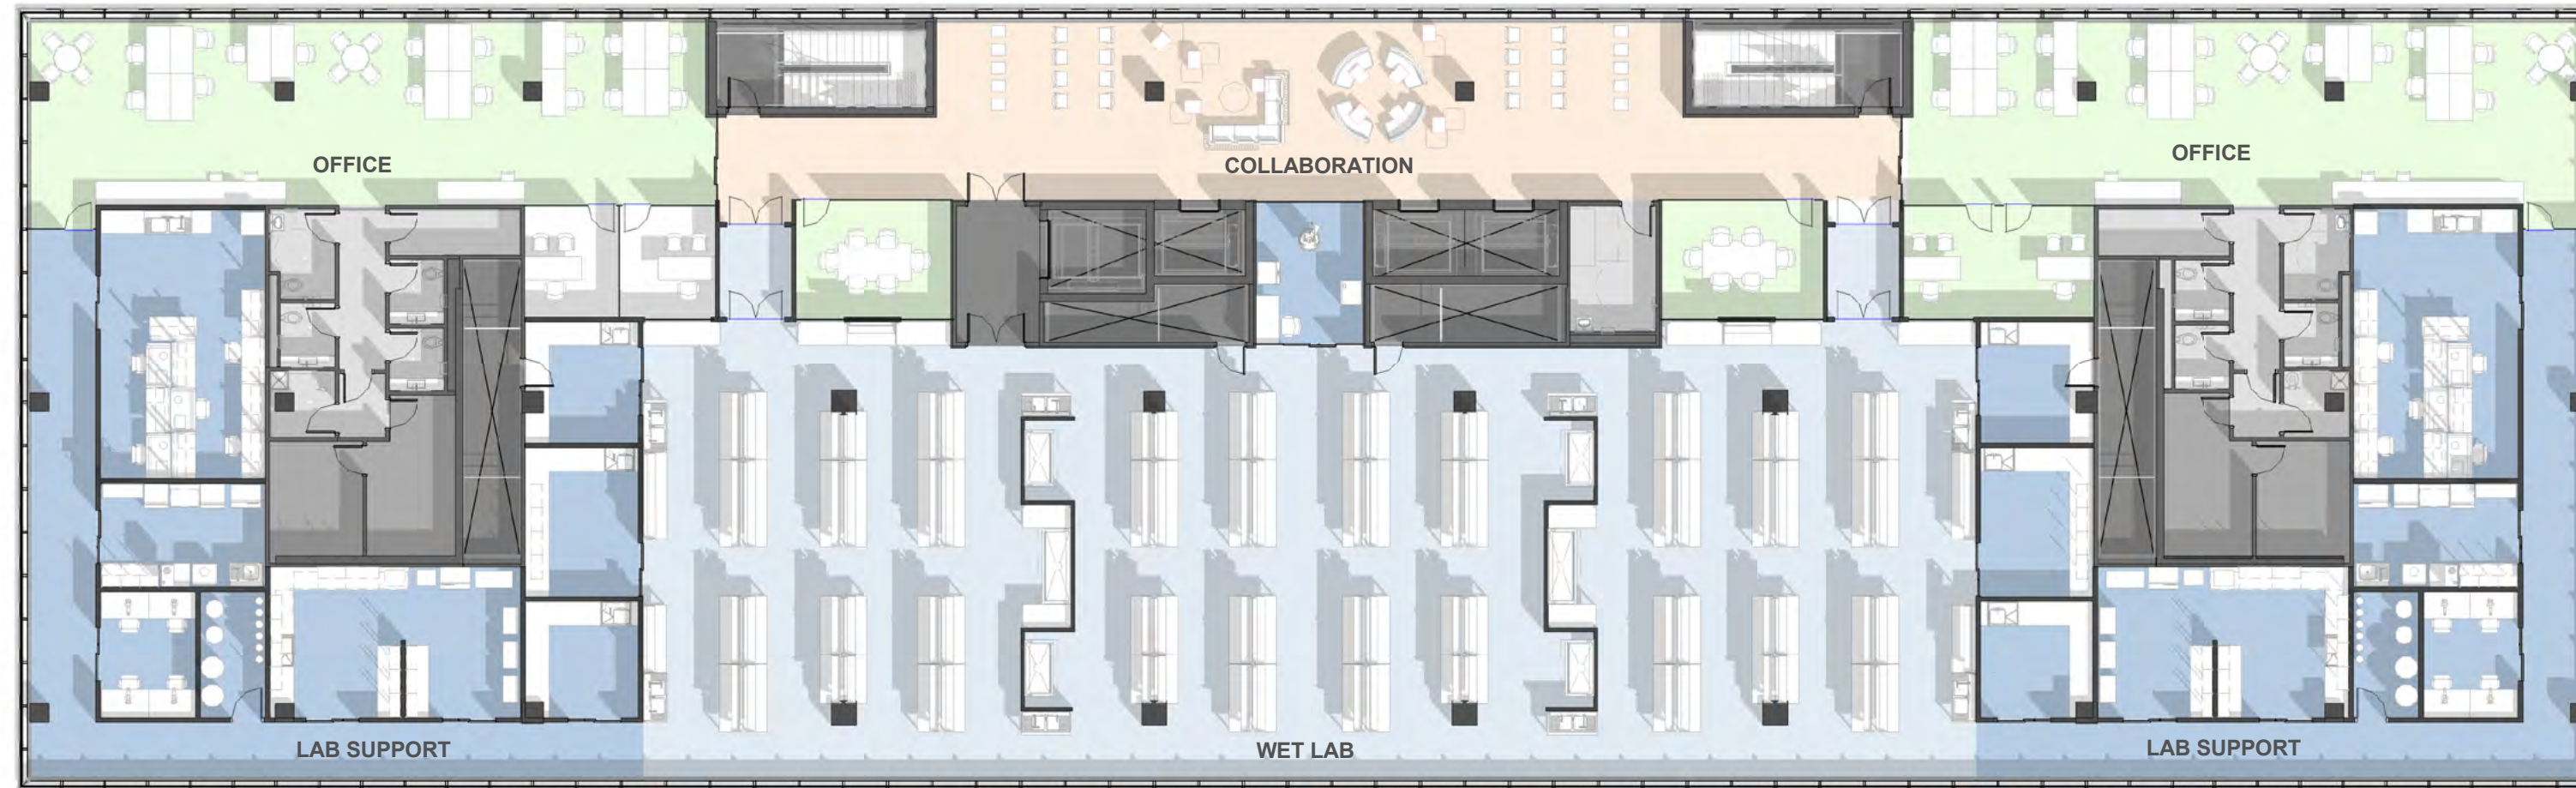 OFFICE
COLLABORATION
OFFICE
LAB SUPPORT
WET LAB
LAB SUPPORT